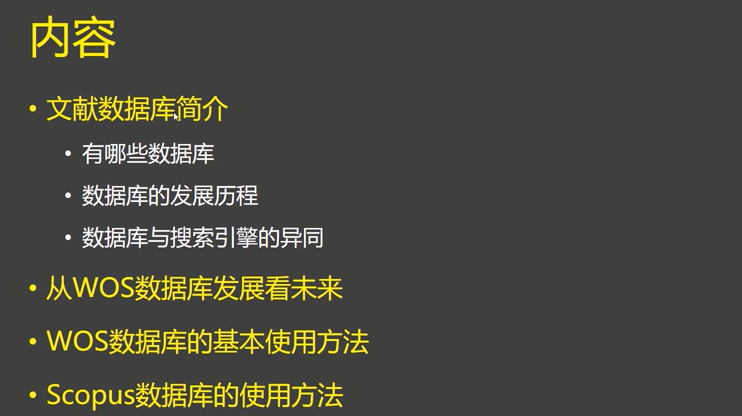 内容
• 文献数据库简介
• 有哪些数据库
• 数据库的发展历程
• 数据库与搜索引擎的异同
• 从WOS数据库发展看未来
• WOS数据库的基本使用方法
• Scopus数据库的使用方法